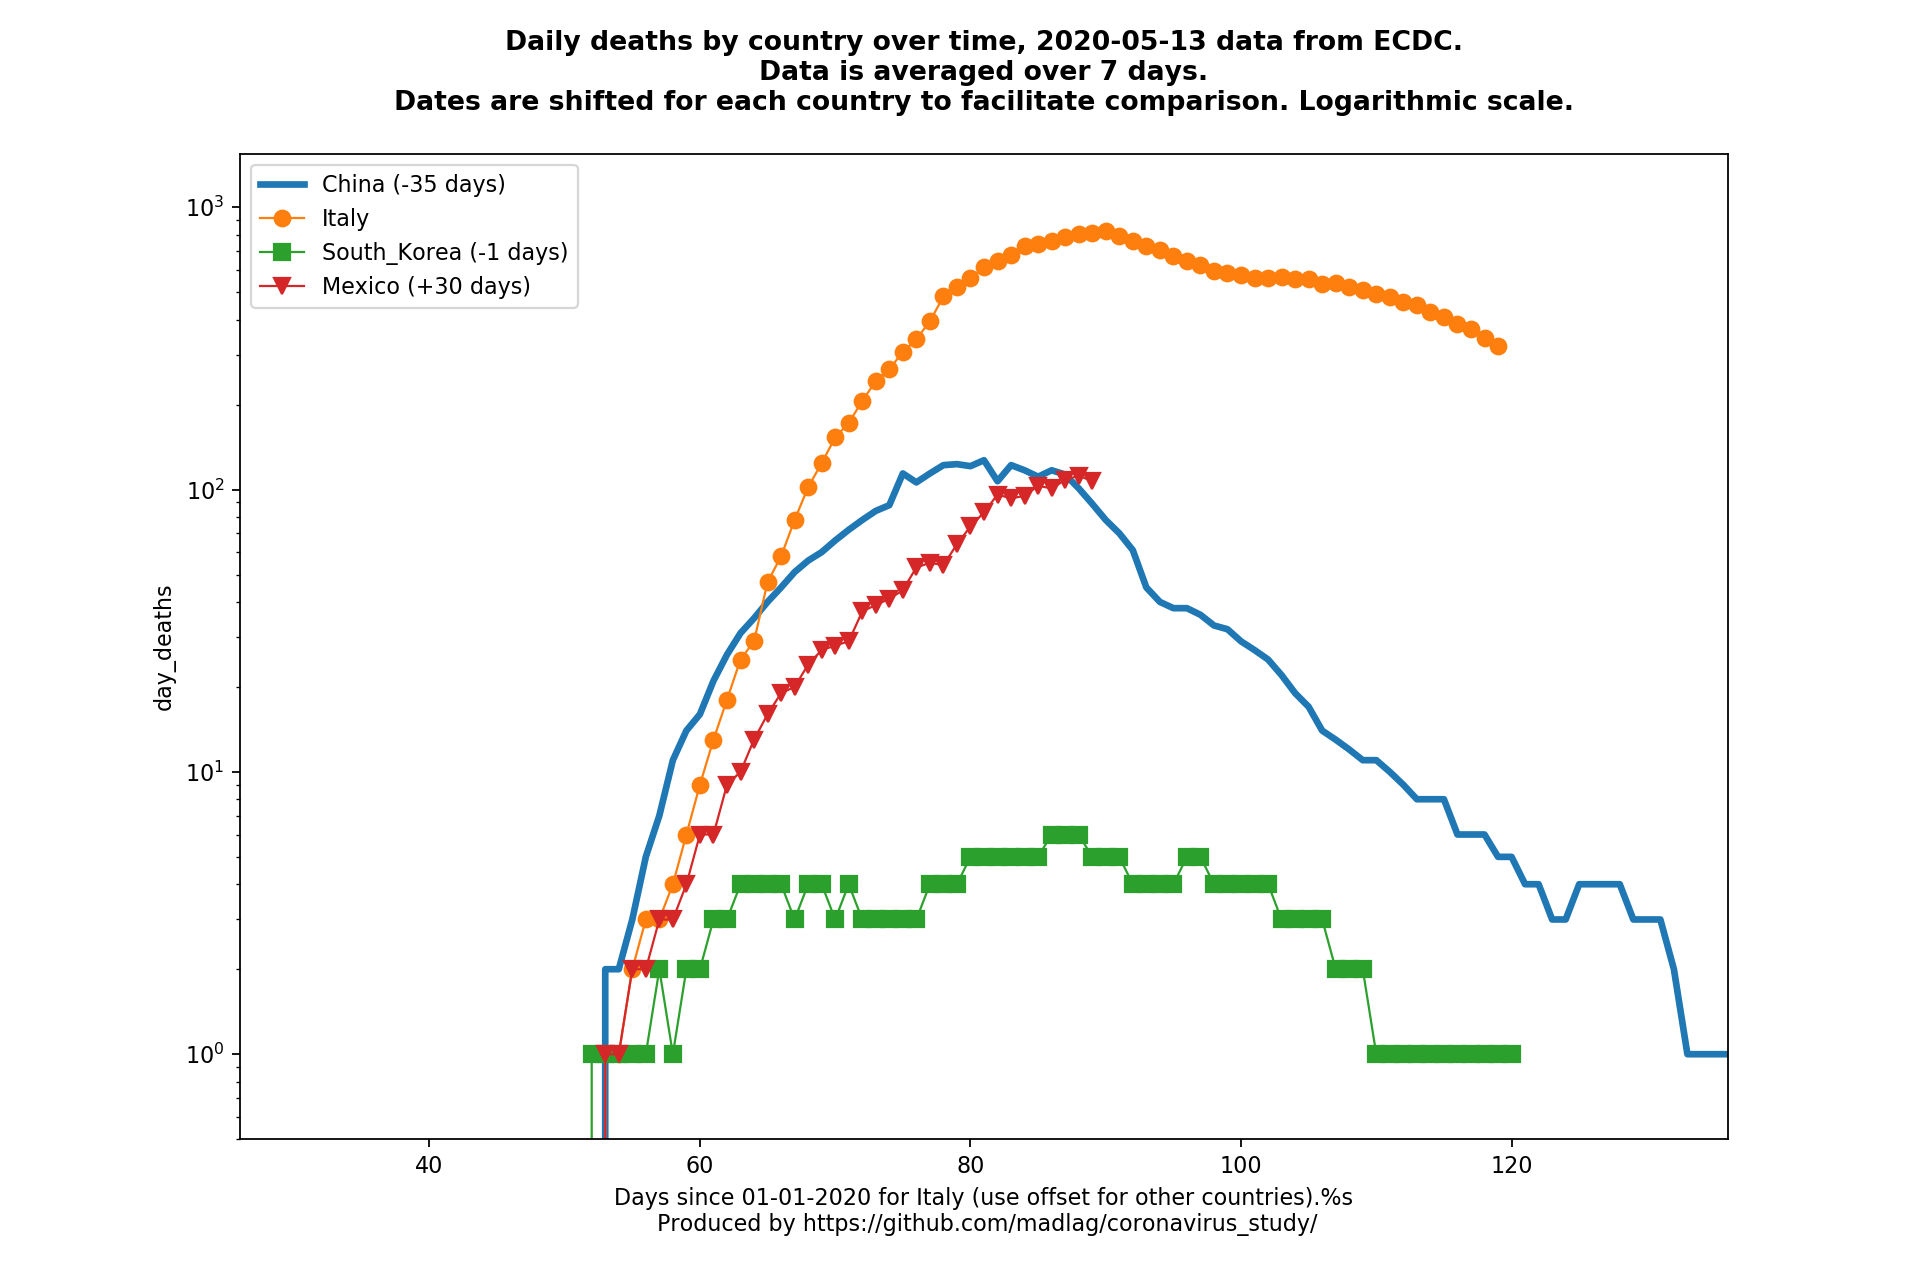 Daily deaths by country over time, 2020-05-13 data from ECDC.
Data is averaged over 7 days.
Dates are shifted for each country to facilitate comparison. Logarithmic scale.
China (-35 days)
Italy
South_Korea (-1 days)
Mexico (+30 days)
10³
10²
10¹
10⁰
day_deaths
40 60 80 100 120
Days since 01-01-2020 for Italy (use offset for other countries).%s
Produced by https://github.com/madlag/coronavirus_study/